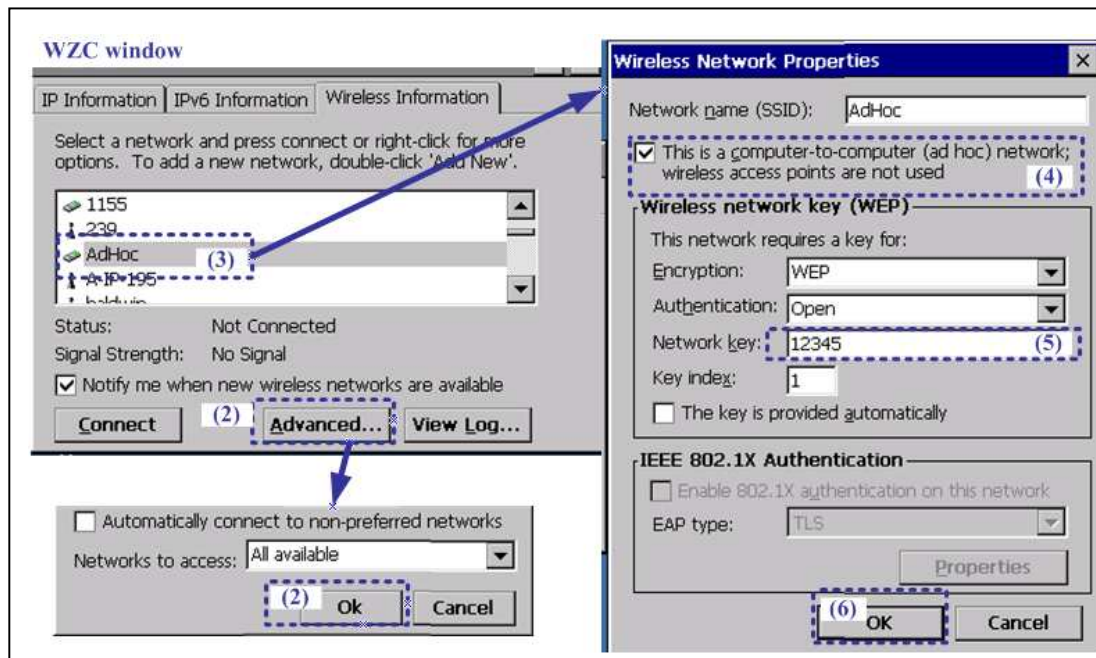 WZC window
IP Information IPv6 Information Wireless Information
Select a network and press connect or right-click for more
options. To add a new network, double-click 'Add New'.
1155
239
AdHoc (3)
A-IP-195
baldwin
Status: Not Connected
Signal Strength: No Signal
Notify me when new wireless networks are available
(2)
Connect Advanced... View Log...
Automatically connect to non-preferred networks
Networks to access: All available
(2) Ok Cancel
Wireless Network Properties
Network name (SSID): AdHoc
This is a computer-to-computer (ad hoc) network;
wireless access points are not used (4)
Wireless network key (WEP)
This network requires a key for:
Encryption: WEP
Authentication: Open
Network key: 12345 (5)
Key index: 1
The key is provided automatically
IEEE 802.1X Authentication
Enable 802.1X authentication on this network
EAP type: TLS
Properties
(6) OK Cancel